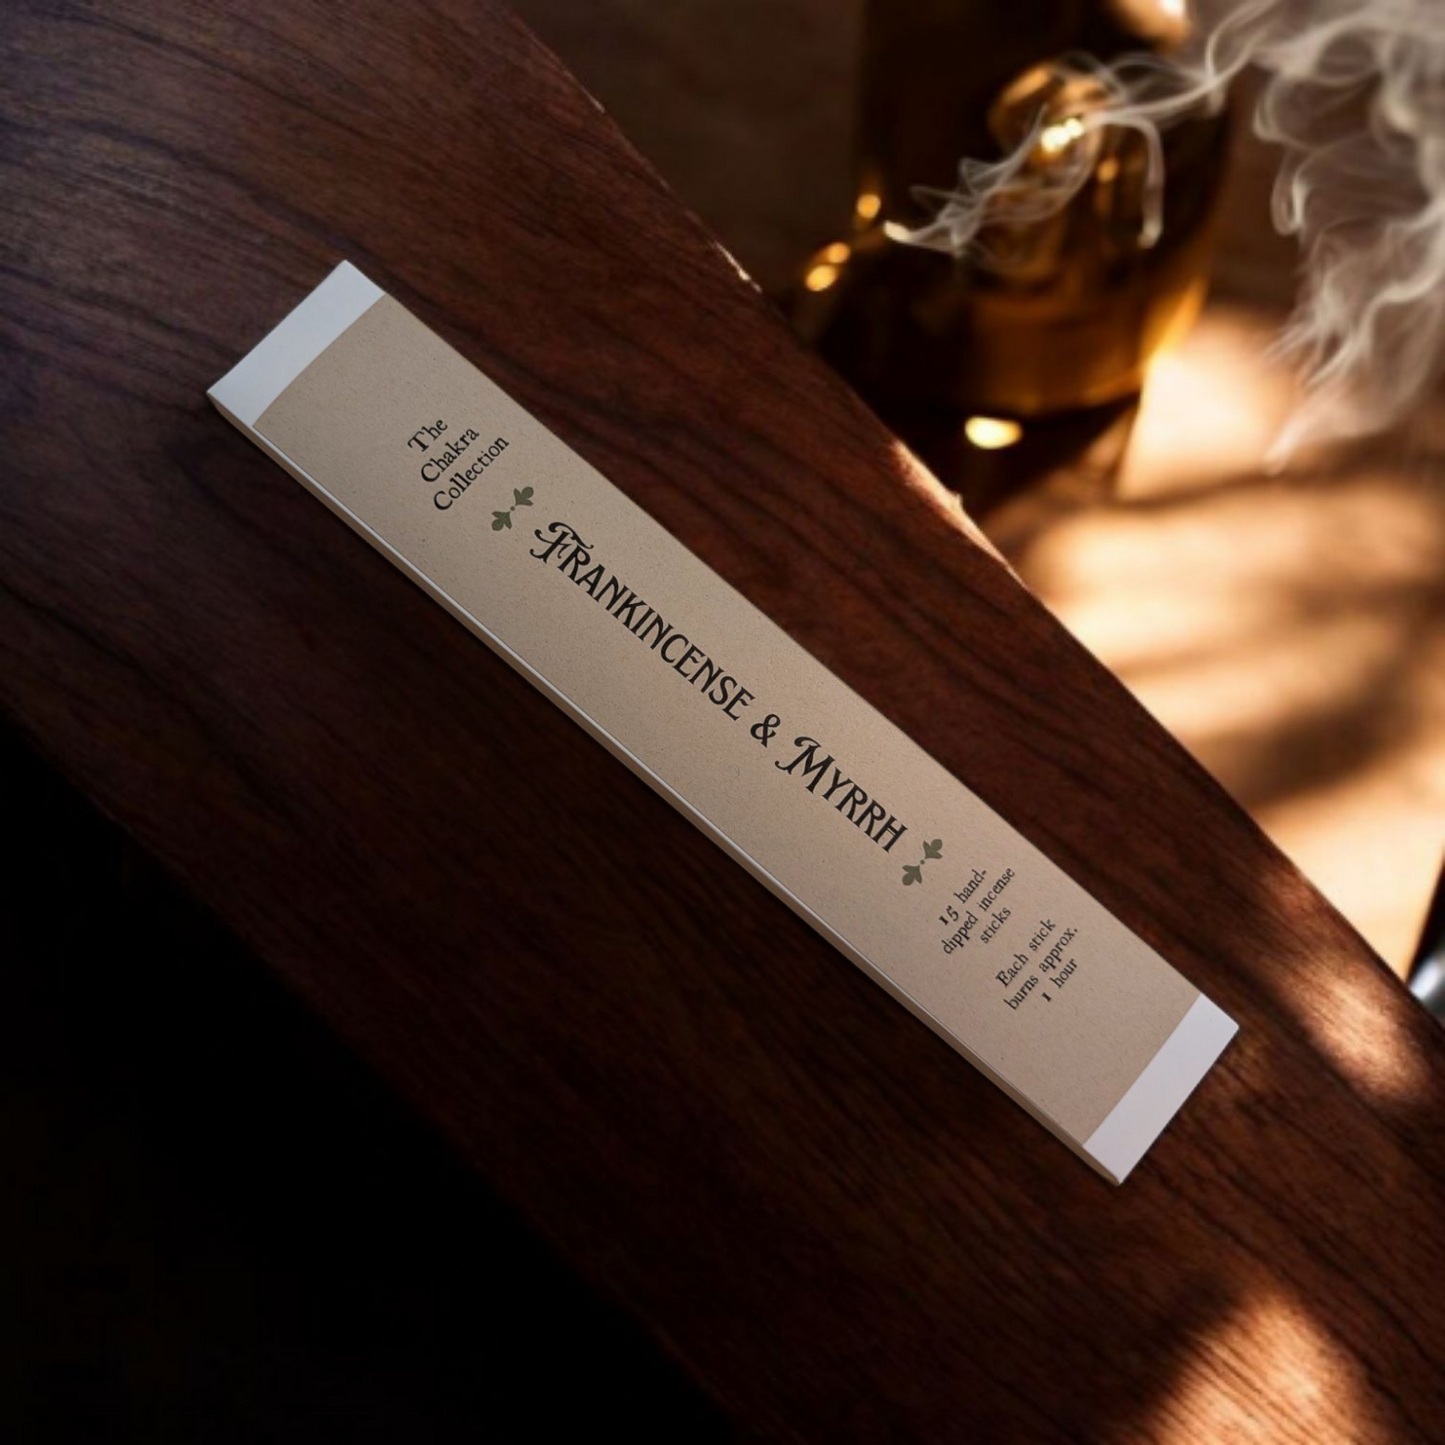 The
Chakra
Collection
FRANKINCENSE & MYRRH
15 hand-
dipped incense
sticks
Each stick
burns approx.
1 hour